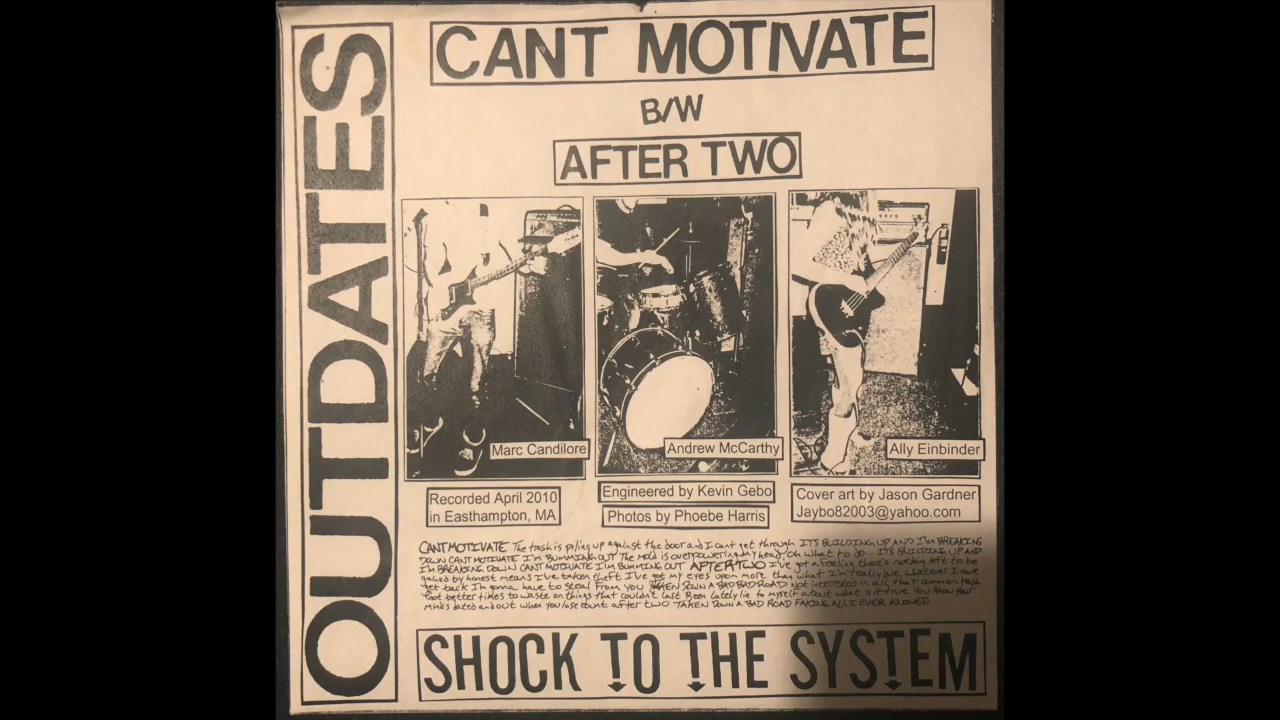 OUTDATES
CANT MOTIVATE
B/W
AFTER TWO
Marc Candilore
Andrew McCarthy
Ally Einbinder
Recorded April 2010
in Easthampton, MA
Engineered by Kevin Gebo
Photos by Phoebe Harris
Cover art by Jason Gardner
Jaybo82003@yahoo.com
CANT MOTIVATE The trash is piling up against the door and I cant get through ITS BUILDING UP AND I'm BREAKING
DOWN CANT MOTIVATE I'M BUMMING OUT The mold is overpowering my head, Oh what to do... ITS BUILDING UP AND
I'm BREAKING DOWN CANT MOTIVATE I'M BUMMING OUT AFTER TWO I've got a feeling there's nothing left to be
gained by honest means I've taken theft I've got my eyes upon more than what I'm really due whatever I
get back I'm gonna have to steal from you TAKEN DOWN A BAD BAD ROAD Not interested in all that common trash
Got better times to waste on things that couldn't last Been lately lie to myself about what is it true You know your
mind's dated and out when you lose count after TWO TAKEN DOWN A BAD ROAD FAKING ALL I EVER KNOWED
SHOCK TO THE SYSTEM